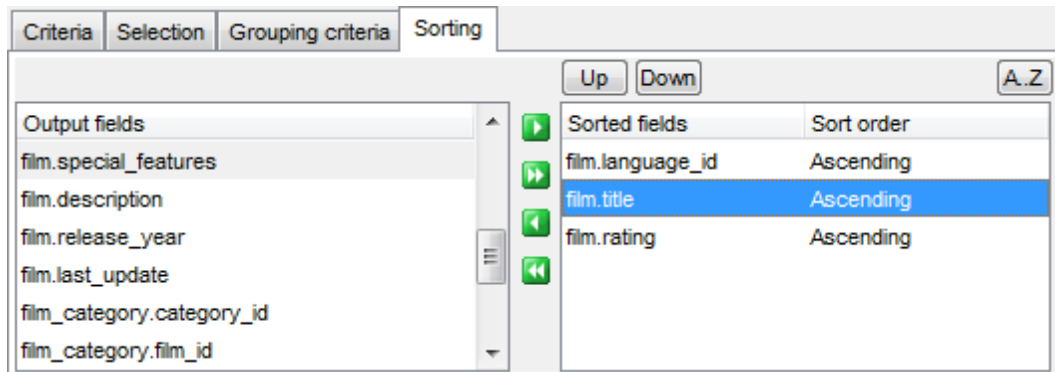 Criteria Selection Grouping criteria Sorting
Up Down A..Z
Output fields
film.special_features
film.description
film.release_year
film.last_update
film_category.category_id
film_category.film_id
Sorted fields Sort order
film.language_id Ascending
film.title Ascending
film.rating Ascending